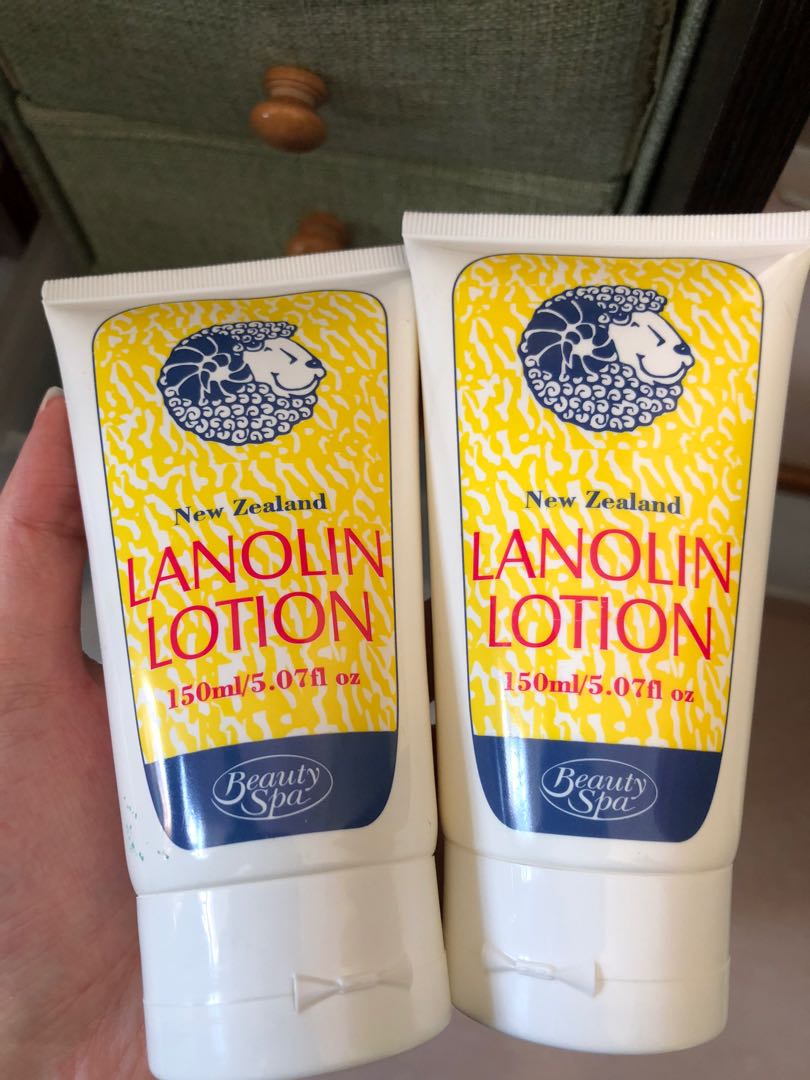 New Zealand
LANOLIN
LOTION
150ml/5.07fl oz
Beauty
Spa
New Zealand
LANOLIN
LOTION
150ml/5.07fl oz
Beauty
Spa